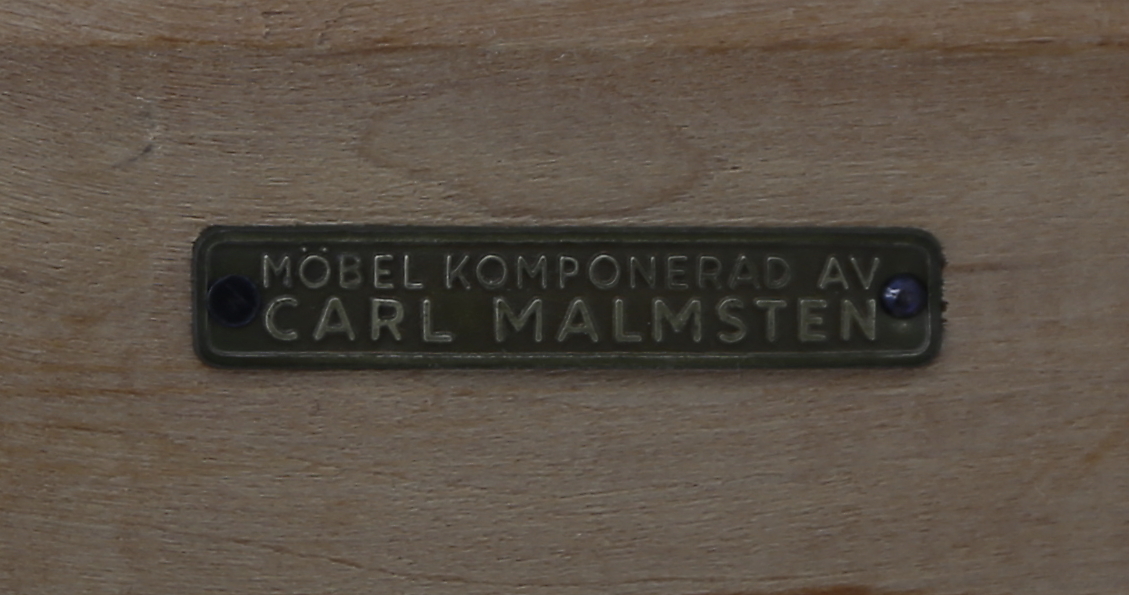 MÖBEL KOMPONERAD AV
CARL MALMSTEN